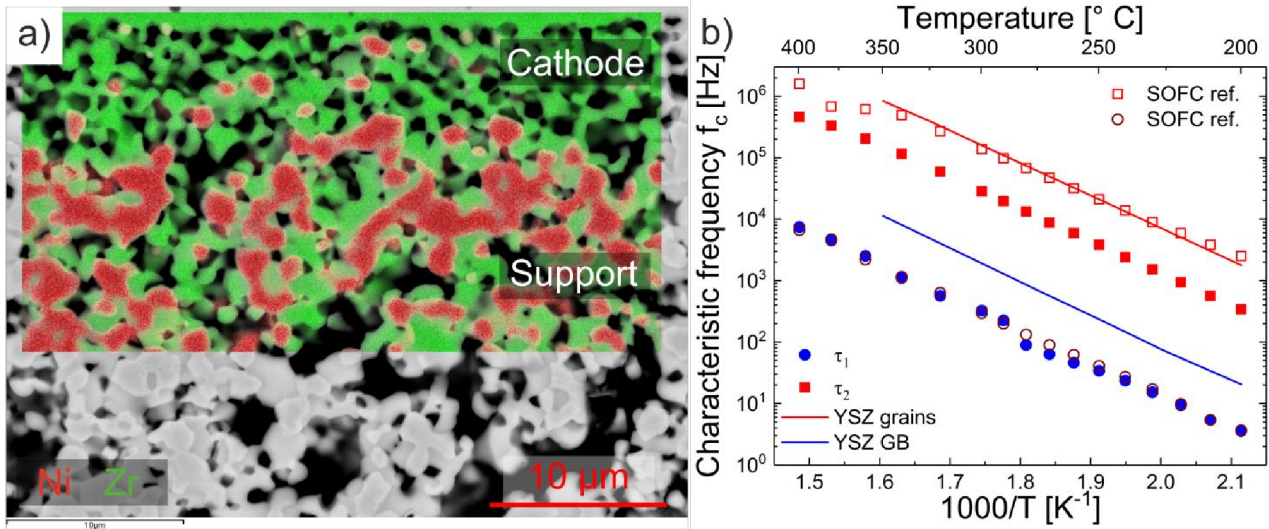 a)
Cathode
Support
Ni Zr
10 µm
10µm
b)
Temperature [° C]
400 350 300 250 200
Characteristic frequency f_c [Hz]
10^6
10^5
10^4
10^3
10^2
10^1
10^0
SOFC ref.
SOFC ref.
τ_1
τ_2
YSZ grains
YSZ GB
1.5 1.6 1.7 1.8 1.9 2.0 2.1
1000/T [K^-1]